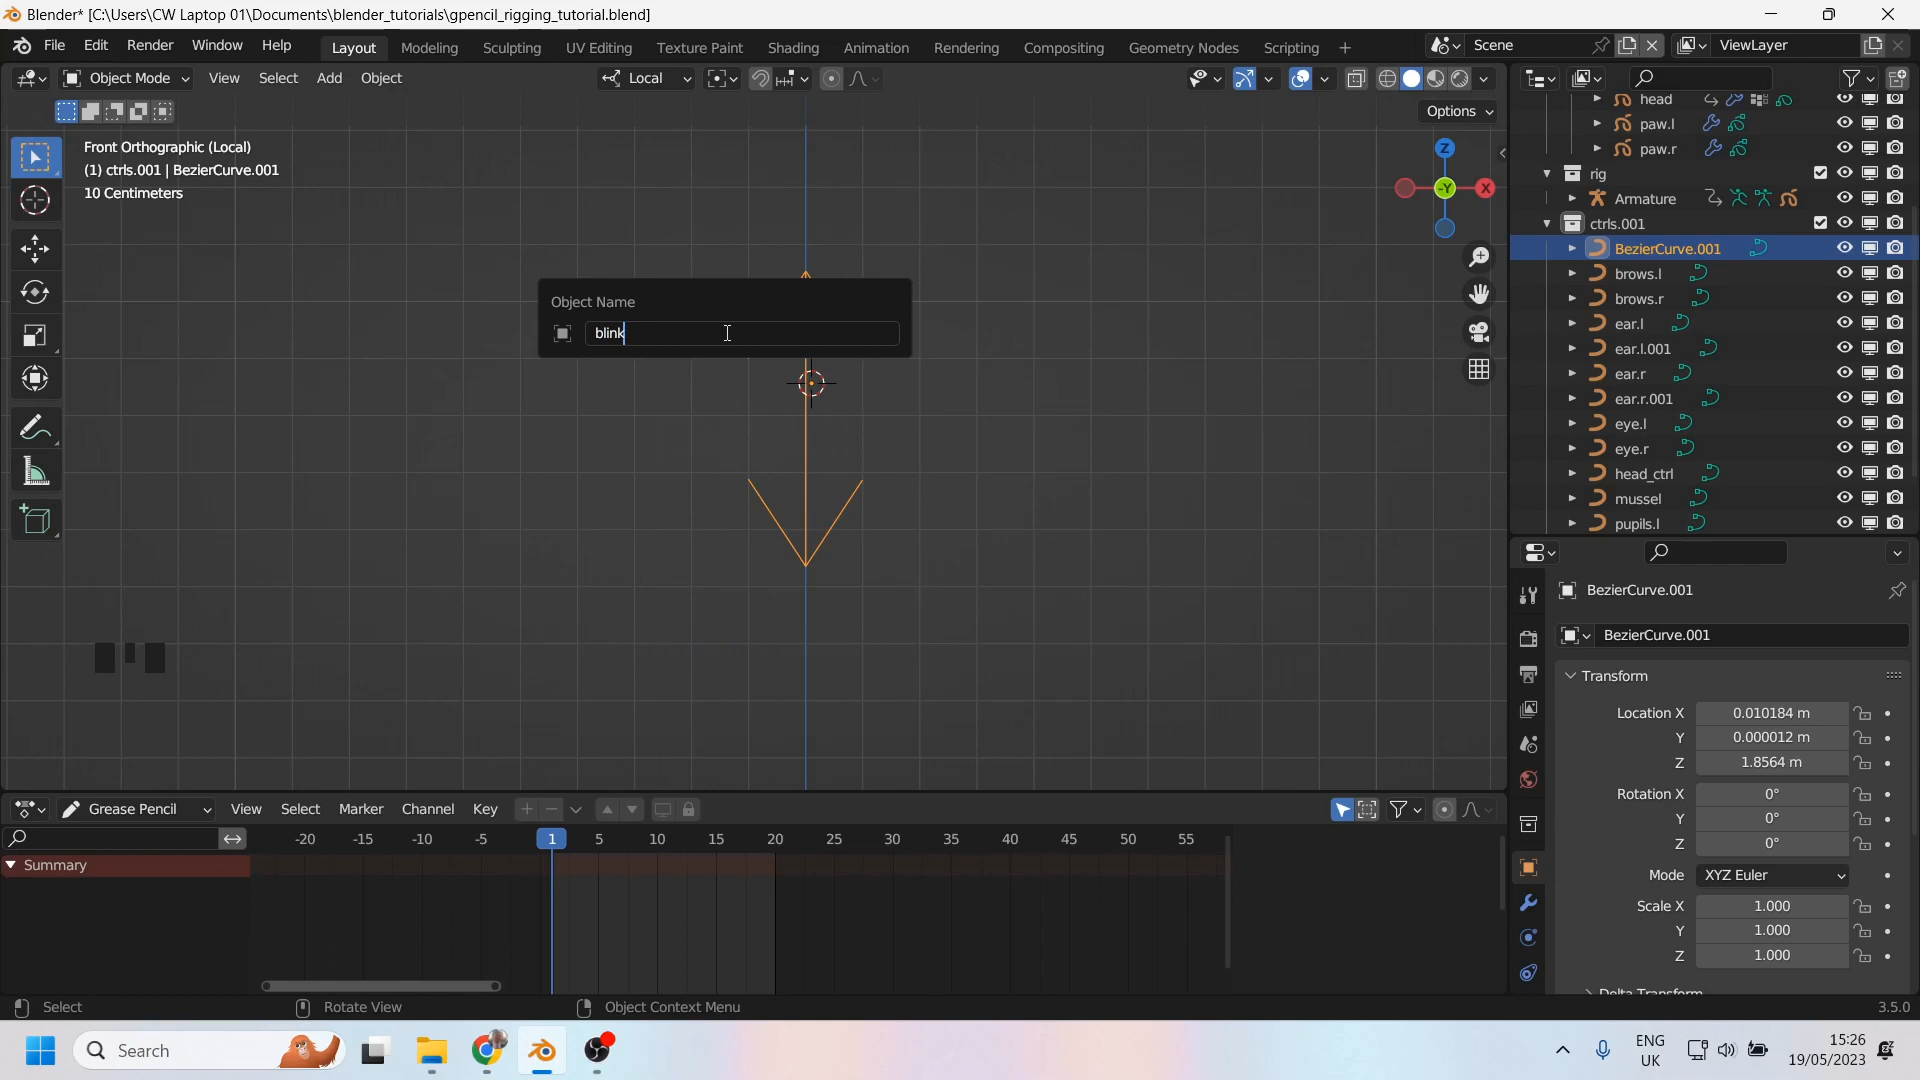 Blender* [C:\Users\CW Laptop 01\Documents\blender_tutorials\gpencil_rigging_tutorial.blend]
File Edit Render Window Help Layout Modeling Sculpting UV Editing Texture Paint Shading Animation Rendering Compositing Geometry Nodes Scripting + Scene ViewLayer
Object Mode View Select Add Object Local
Options
Front Orthographic (Local)
(1) ctrls.001 | BezierCurve.001
10 Centimeters
Z
-Y X
Object Name
blink
head
paw.l
paw.r
rig
Armature
ctrls.001
BezierCurve.001
brows.l
brows.r
ear.l
ear.l.001
ear.r
ear.r.001
eye.l
eye.r
head_ctrl
mussel
pupils.l
BezierCurve.001
BezierCurve.001
Transform
Location X 0.010184 m
Y 0.000012 m
Z 1.8564 m
Rotation X 0°
Y 0°
Z 0°
Mode XYZ Euler
Scale X 1.000
Y 1.000
Z 1.000
Delta Transform
Grease Pencil View Select Marker Channel Key
-20 -15 -10 -5 1 5 10 15 20 25 30 35 40 45 50 55
Summary
Select Rotate View Object Context Menu 3.5.0
Search
ENG
UK
15:26
19/05/2023